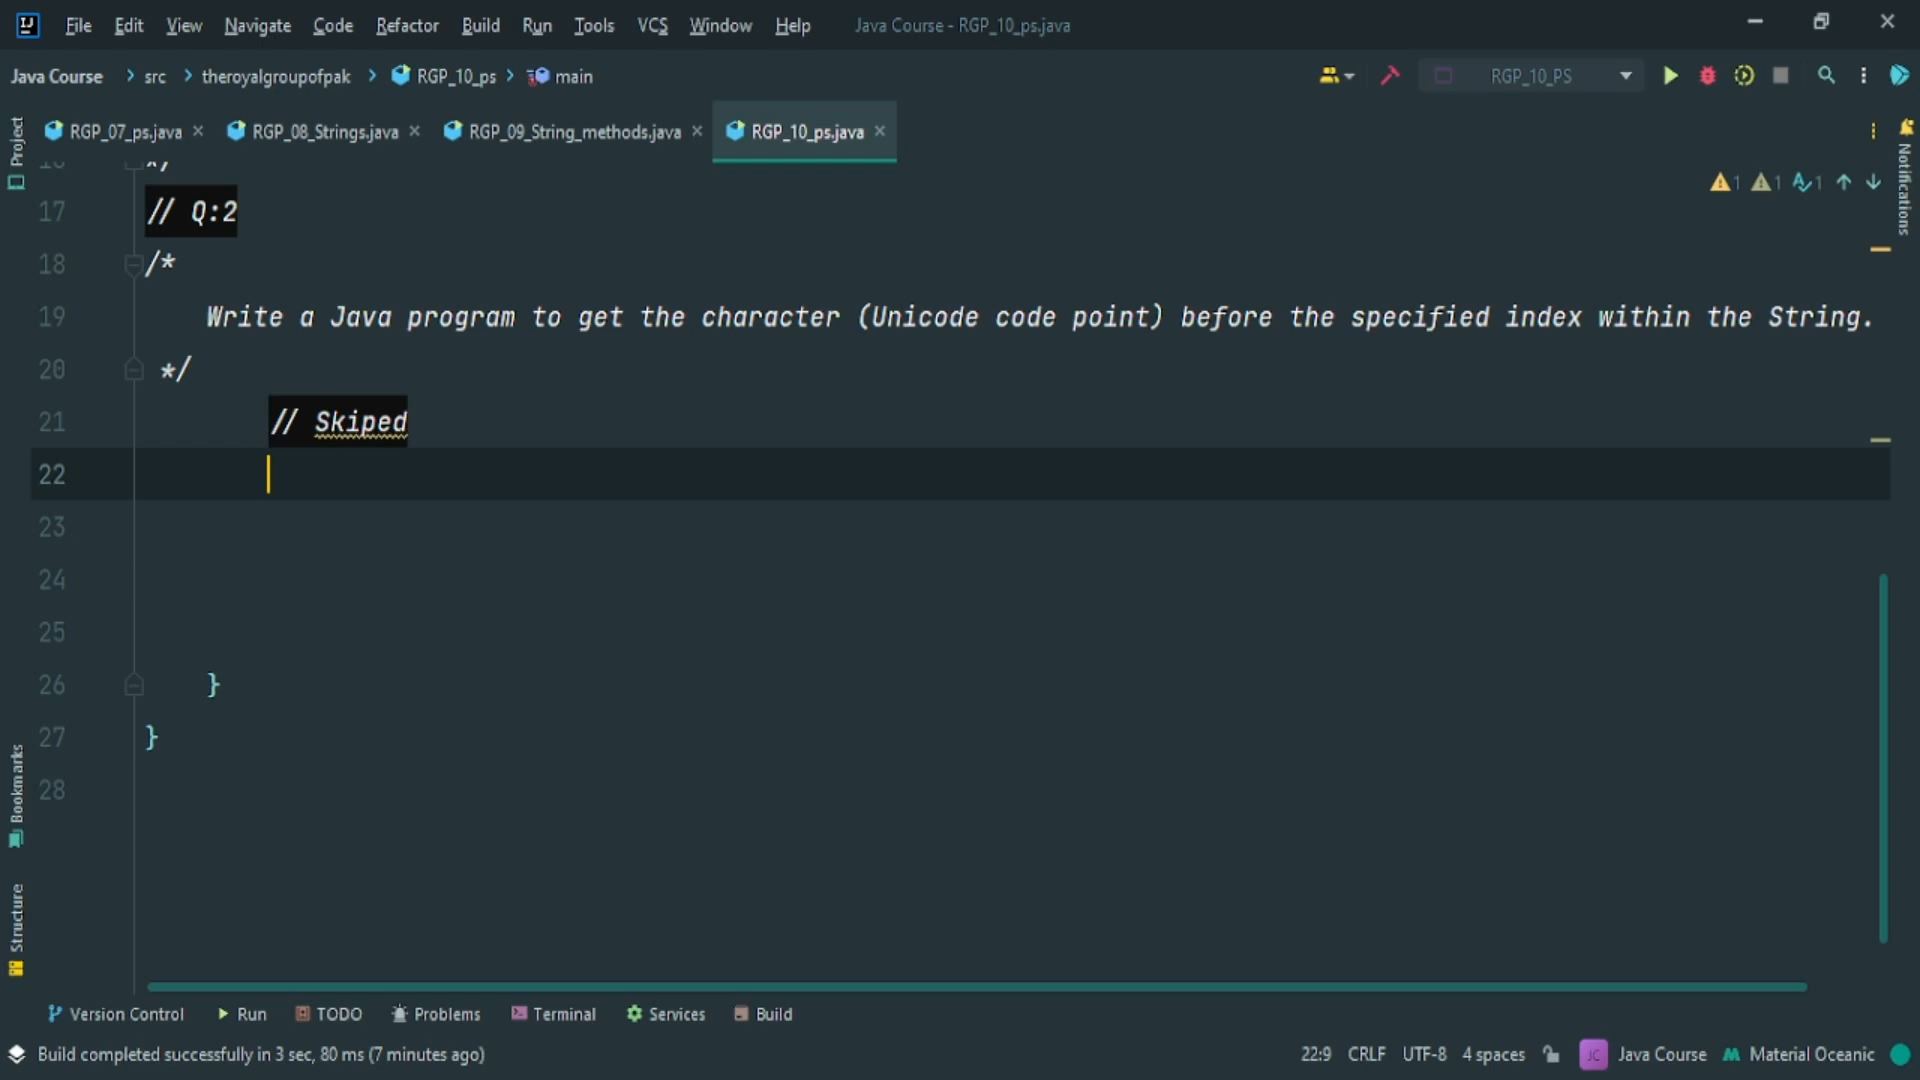 File Edit View Navigate Code Refactor Build Run Tools VCS Window Help Java Course - RGP_10_ps.java
Java Course src theroyalgroupofpak RGP_10_ps main RGP_10_PS
RGP_07_ps.java RGP_08_Strings.java RGP_09_String_methods.java RGP_10_ps.java
Project
Notifications
1 1 1
16 */
17 // Q:2
18 /*
19 Write a Java program to get the character (Unicode code point) before the specified index within the String.
20 */
21 // Skiped
22
23
24
25
26 }
27 }
28
Bookmarks
Structure
Version Control Run TODO Problems Terminal Services Build
Build completed successfully in 3 sec, 80 ms (7 minutes ago) 22:9 CRLF UTF-8 4 spaces JC Java Course Material Oceanic